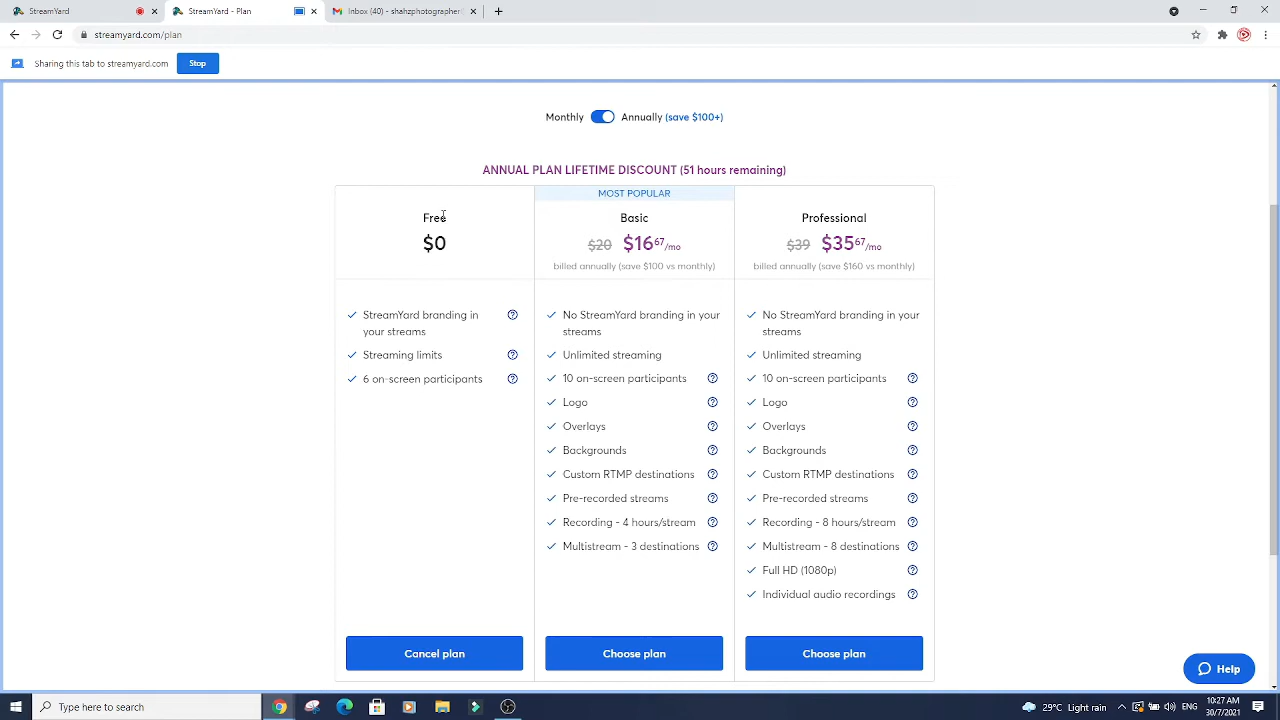 StreamYard
StreamYard - Plan
Inbox (40) - shahzphotographer
streamyard.com/plan
Sharing this tab to streamyard.com
Stop
Monthly
Annually (save $100+)
ANNUAL PLAN LIFETIME DISCOUNT (51 hours remaining)
Free
$0
StreamYard branding in
your streams
Streaming limits
6 on-screen participants
Cancel plan
MOST POPULAR
Basic
$20 $16 67/mo
billed annually (save $100 vs monthly)
No StreamYard branding in your
streams
Unlimited streaming
10 on-screen participants
Logo
Overlays
Backgrounds
Custom RTMP destinations
Pre-recorded streams
Recording - 4 hours/stream
Multistream - 3 destinations
Choose plan
Professional
$39 $35 67/mo
billed annually (save $160 vs monthly)
No StreamYard branding in your
streams
Unlimited streaming
10 on-screen participants
Logo
Overlays
Backgrounds
Custom RTMP destinations
Pre-recorded streams
Recording - 8 hours/stream
Multistream - 8 destinations
Full HD (1080p)
Individual audio recordings
Choose plan
Help
Type here to search
29°C Light rain
10:27 AM
30/7/2021